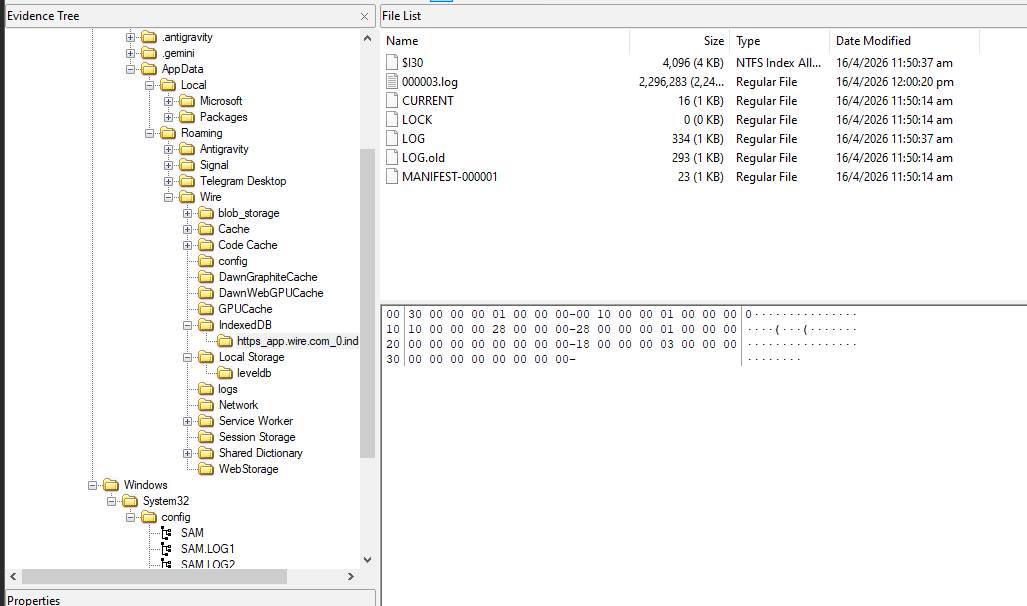 Evidence Tree
.antigravity
.gemini
AppData
Local
Microsoft
Packages
Roaming
Antigravity
Signal
Telegram Desktop
Wire
blob_storage
Cache
Code Cache
config
DawnGraphiteCache
DawnWebGPUCache
GPUCache
IndexedDB
https_app.wire.com_0.ind
Local Storage
leveldb
logs
Network
Service Worker
Session Storage
Shared Dictionary
WebStorage
Windows
System32
config
SAM
SAM.LOG1
SAM.LOG2
Properties
File List
Name Size Type Date Modified
$I30 4,096 (4 KB) NTFS Index All... 16/4/2026 11:50:37 am
000003.log 2,296,283 (2,24... Regular File 16/4/2026 12:00:20 pm
CURRENT 16 (1 KB) Regular File 16/4/2026 11:50:14 am
LOCK 0 (0 KB) Regular File 16/4/2026 11:50:14 am
LOG 334 (1 KB) Regular File 16/4/2026 11:50:37 am
LOG.old 293 (1 KB) Regular File 16/4/2026 11:50:14 am
MANIFEST-000001 23 (1 KB) Regular File 16/4/2026 11:50:14 am
00 30 00 00 00 01 00 00 00-00 10 00 00 01 00 00 00 0···············
10 10 00 00 00 28 00 00 00-28 00 00 00 01 00 00 00 ····(···(·······
20 00 00 00 00 00 00 00 00-18 00 00 00 03 00 00 00 ················
30 00 00 00 00 00 00 00 00- ········